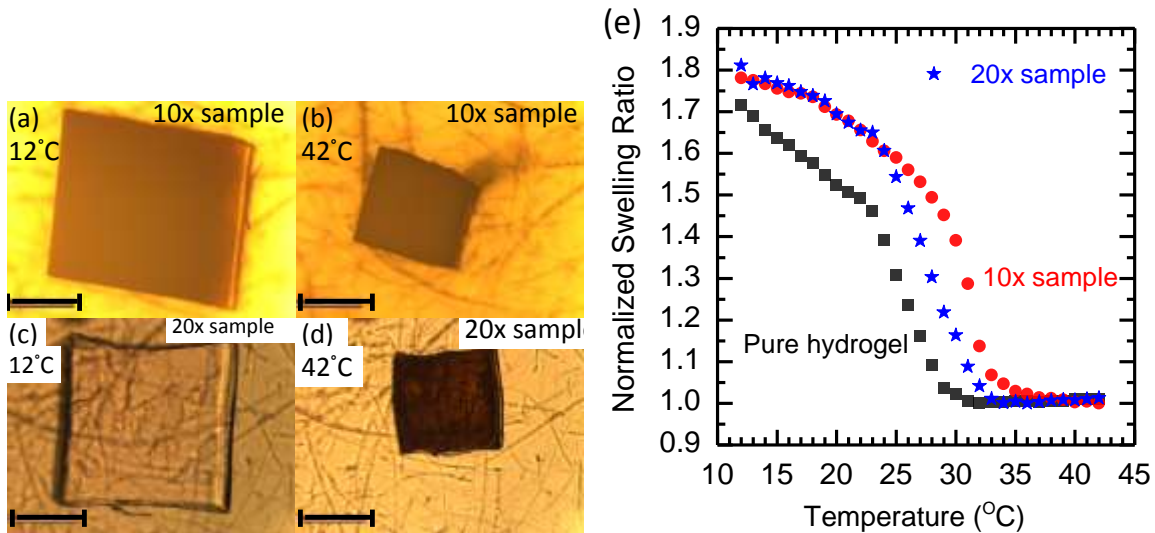 (a)
10x sample
12˚C
(b)
10x sample
42˚C
(c)
20x sample
12˚C
(d)
20x sample
42˚C
(e)
1.9
1.8
1.7
1.6
1.5
1.4
1.3
1.2
1.1
1.0
0.9
Normalized Swelling Ratio
20x sample
10x sample
Pure hydrogel
10 15 20 25 30 35 40 45
Temperature (ᴼC)